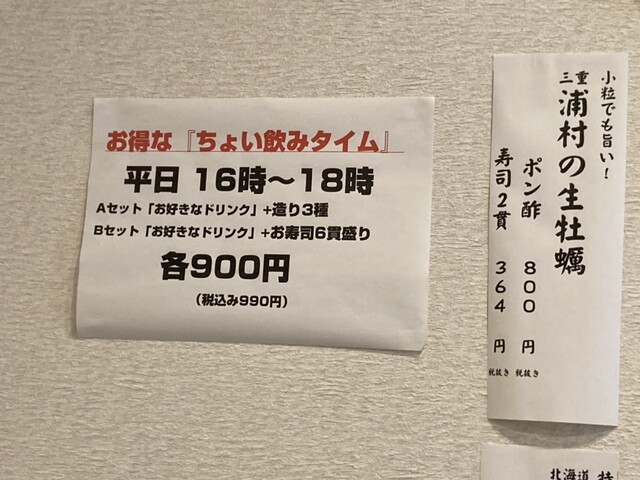 お得な『ちょい飲みタイム』
平日 16時～18時
Aセット「お好きなドリンク」+造り3種
Bセット「お好きなドリンク」+お寿司6貫盛り
各900円
（税込み990円）
小粒でも旨い！
三重 浦村の生牡蠣
ポン酢 800円 税抜き
寿司2貫 364円 税抜き
北海道